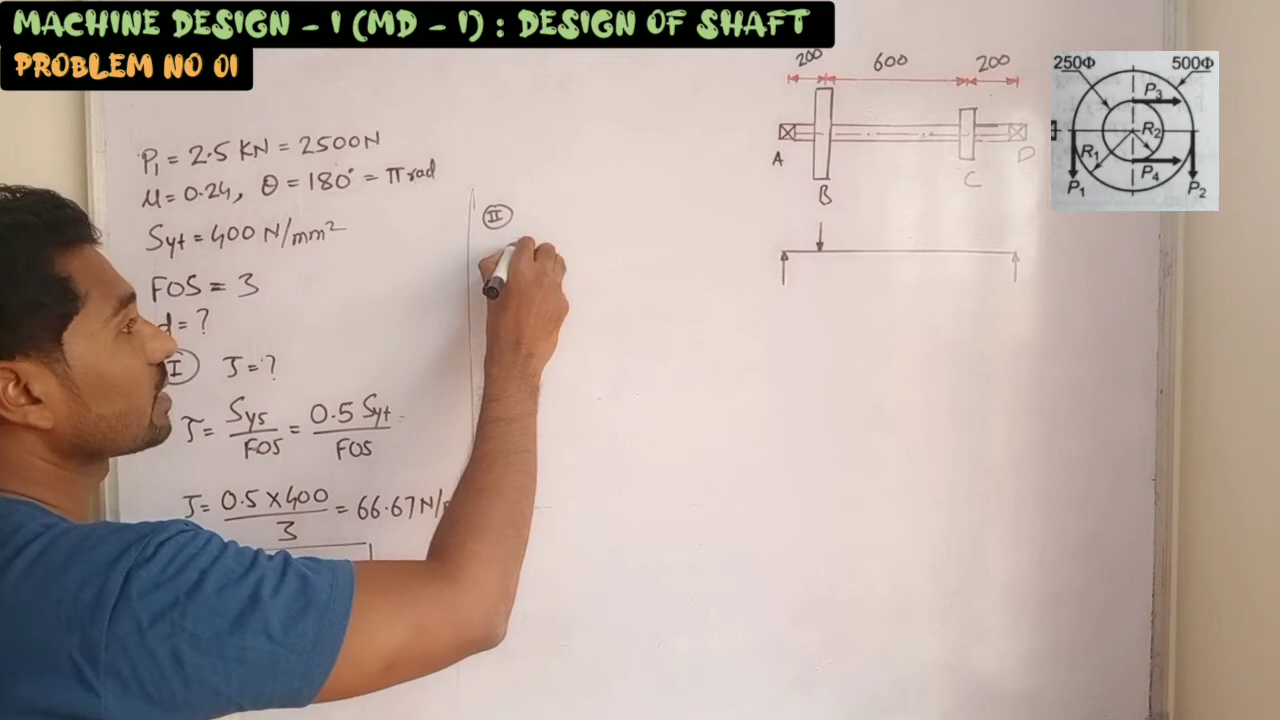 MACHINE DESIGN - I (MD - I) : DESIGN OF SHAFT
PROBLEM NO 01
P₁ = 2.5 KN = 2500N
μ = 0.24, θ = 180° = π rad
Syt = 400 N/mm²
FOS = 3
d = ?
I τ = ?
τ = Sys/FOS = 0.5 Syt/FOS
τ = 0.5 X 400/3 = 66.67 N/
II
200 600 200
A B C D
250Φ 500Φ
P3
R2
R1
P4
P1 P2